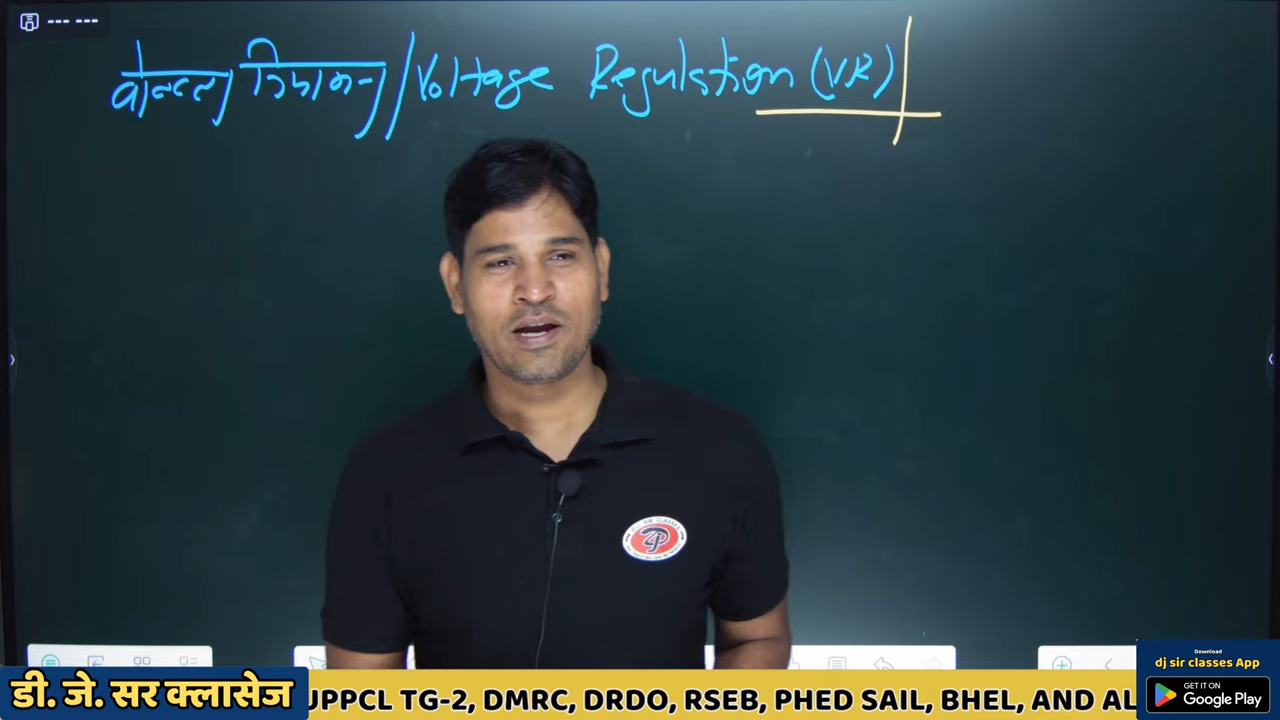 वोल्टता नियमन/Voltage Regulation (VR)
डी. जे. सर क्लासेज
UPPCL TG-2, DMRC, DRDO, RSEB, PHED SAIL, BHEL, AND AL
Download
dj sir classes App
GET IT ON
Google Play